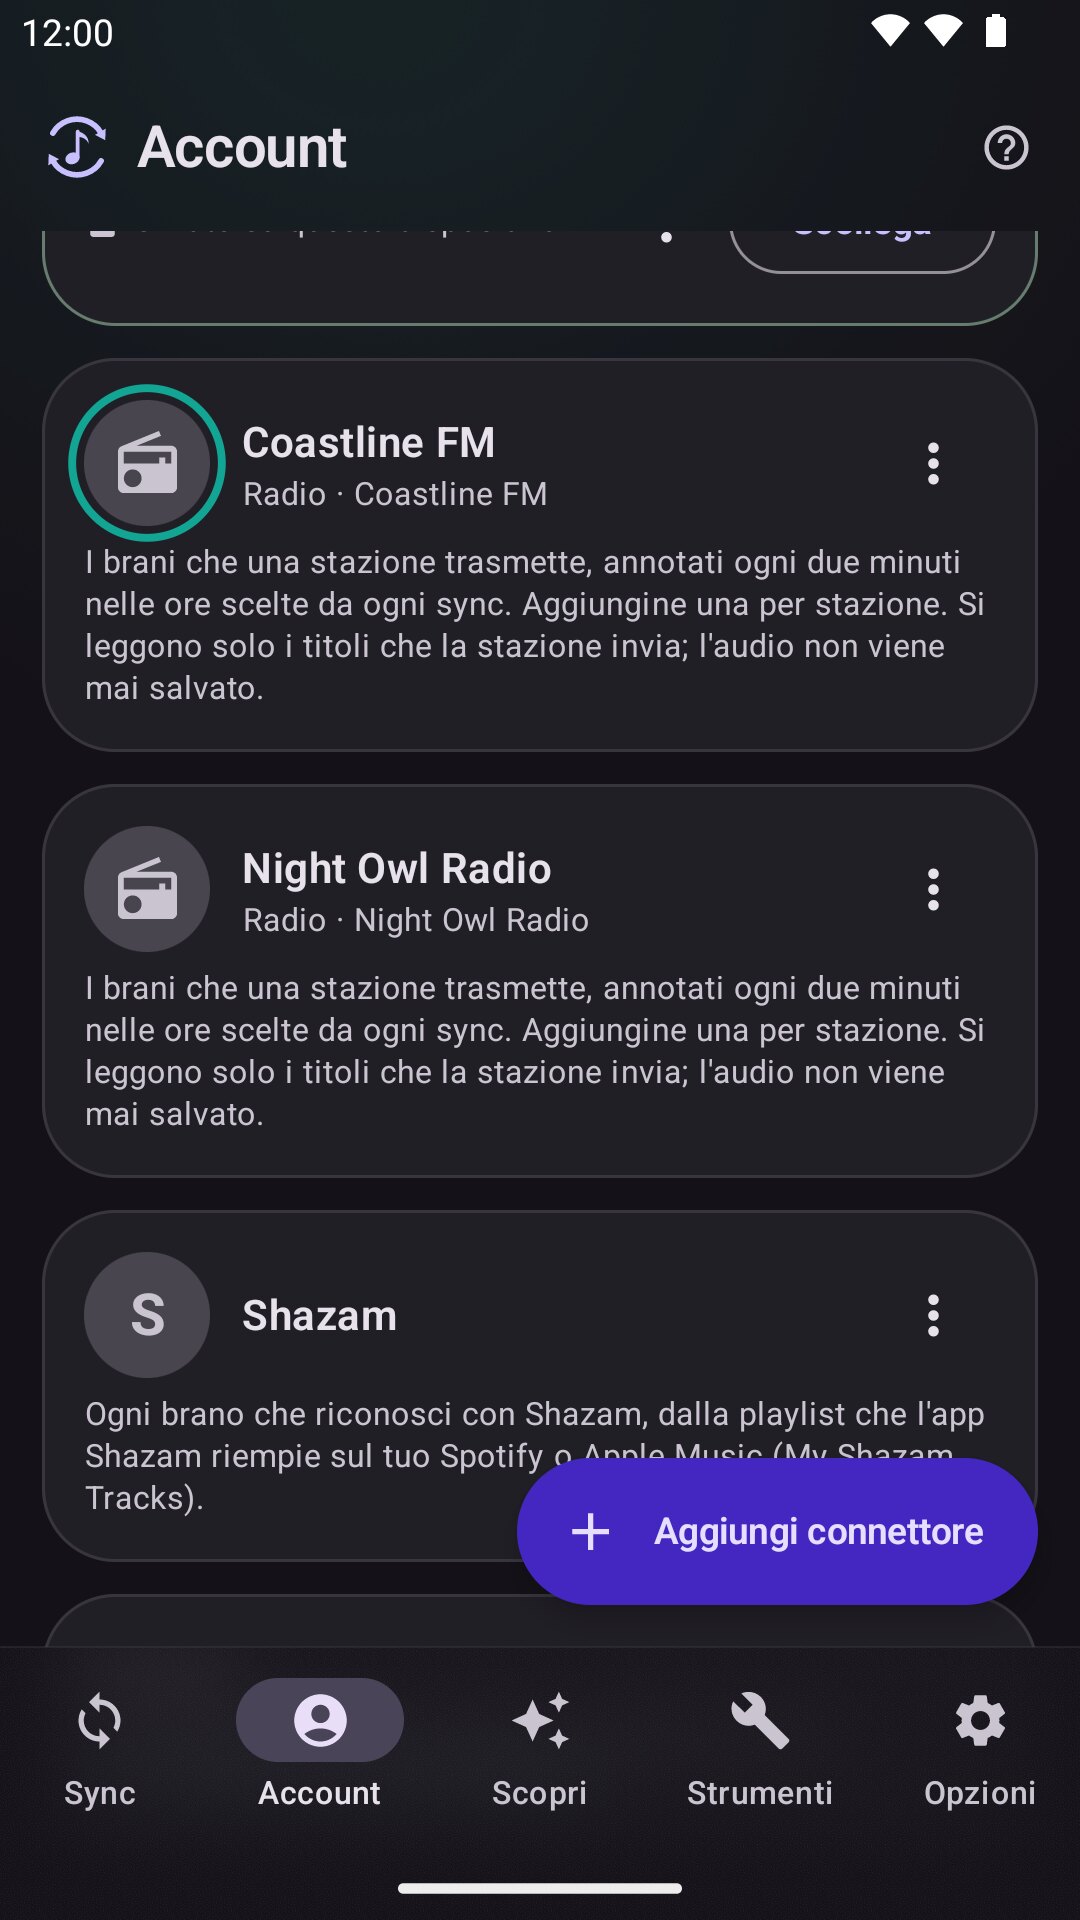 12:00
Account
Coastline FM
Radio · Coastline FM
I brani che una stazione trasmette, annotati ogni due minuti
nelle ore scelte da ogni sync. Aggiungine una per stazione. Si
leggono solo i titoli che la stazione invia; l'audio non viene
mai salvato.
Night Owl Radio
Radio · Night Owl Radio
I brani che una stazione trasmette, annotati ogni due minuti
nelle ore scelte da ogni sync. Aggiungine una per stazione. Si
leggono solo i titoli che la stazione invia; l'audio non viene
mai salvato.
S
Shazam
Ogni brano che riconosci con Shazam, dalla playlist che l'app
Shazam riempie sul tuo Spotify o Apple Music (My Shazam
Tracks).
Aggiungi connettore
Sync
Account
Scopri
Strumenti
Opzioni